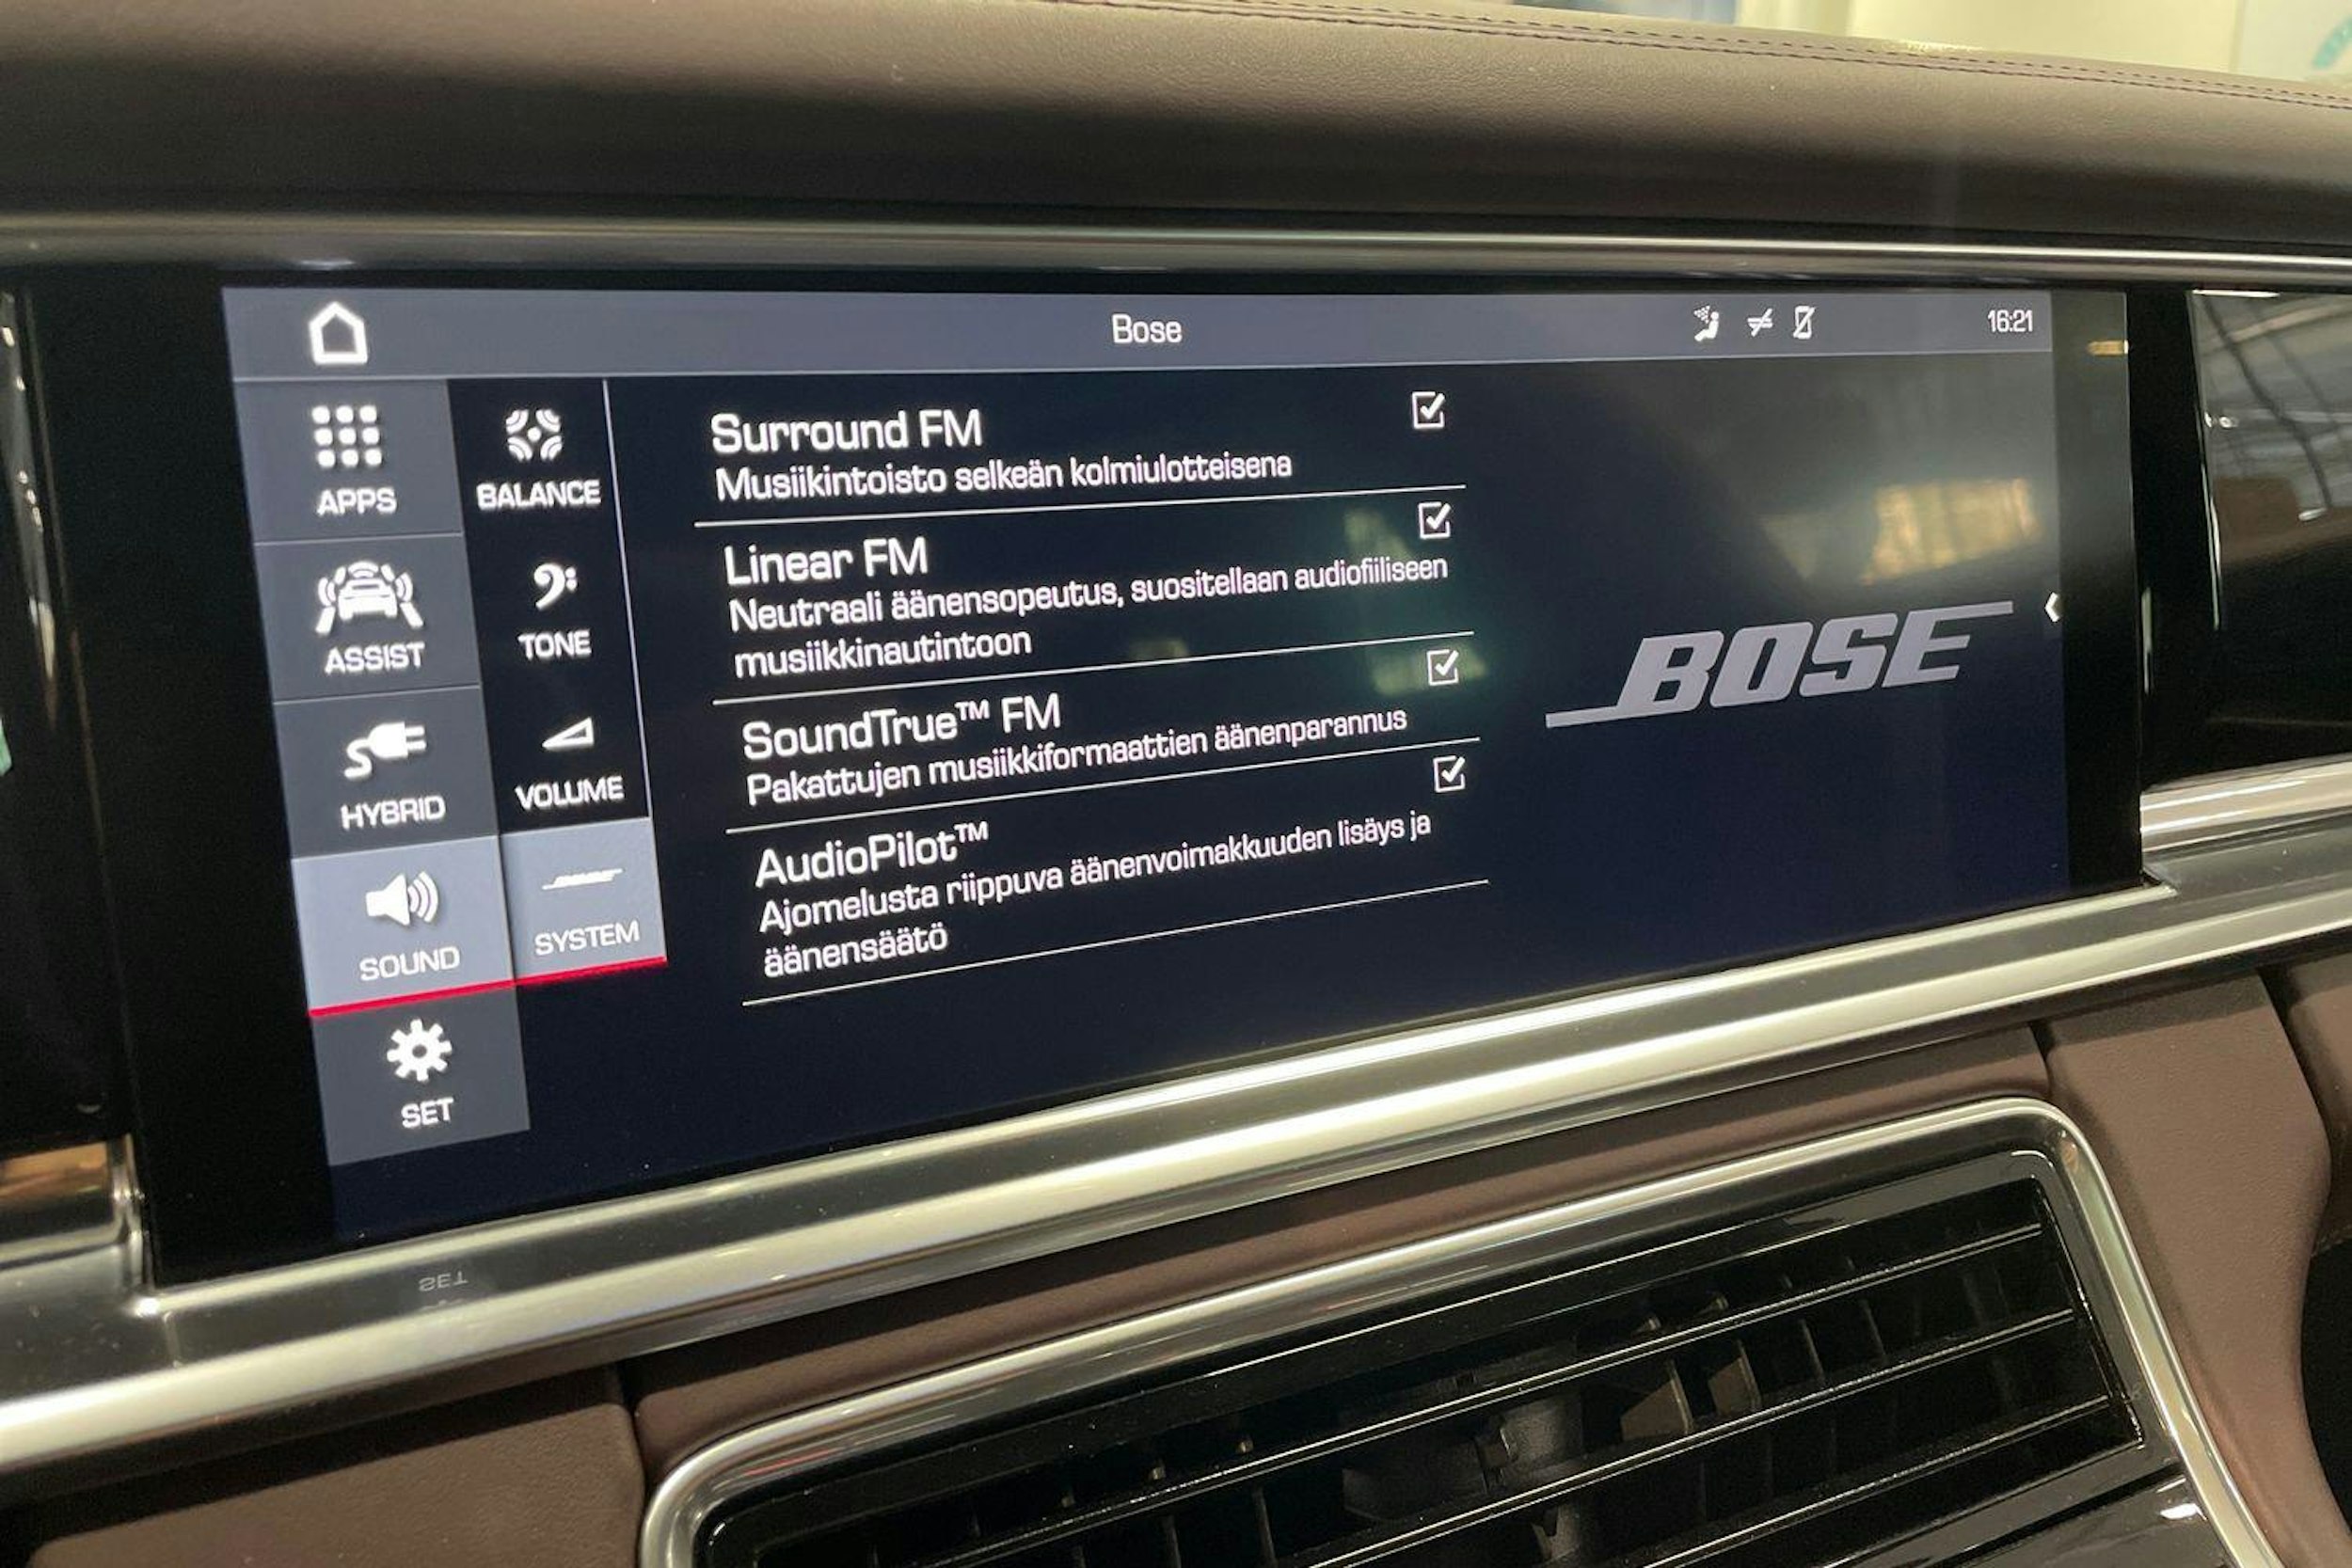 Bose
16:21
APPS
ASSIST
HYBRID
SOUND
SET
BALANCE
TONE
VOLUME
BOSE
SYSTEM
Surround FM
Musiikintoisto selkeän kolmiulotteisena
Linear FM
Neutraali äänensopeutus, suositellaan audiofiiliseen
musiikkinautintoon
SoundTrue™ FM
Pakattujen musiikkiformaattien äänenparannus
AudioPilot™
Ajomelusta riippuva äänenvoimakkuuden lisäys ja
äänensäätö
BOSE
SET